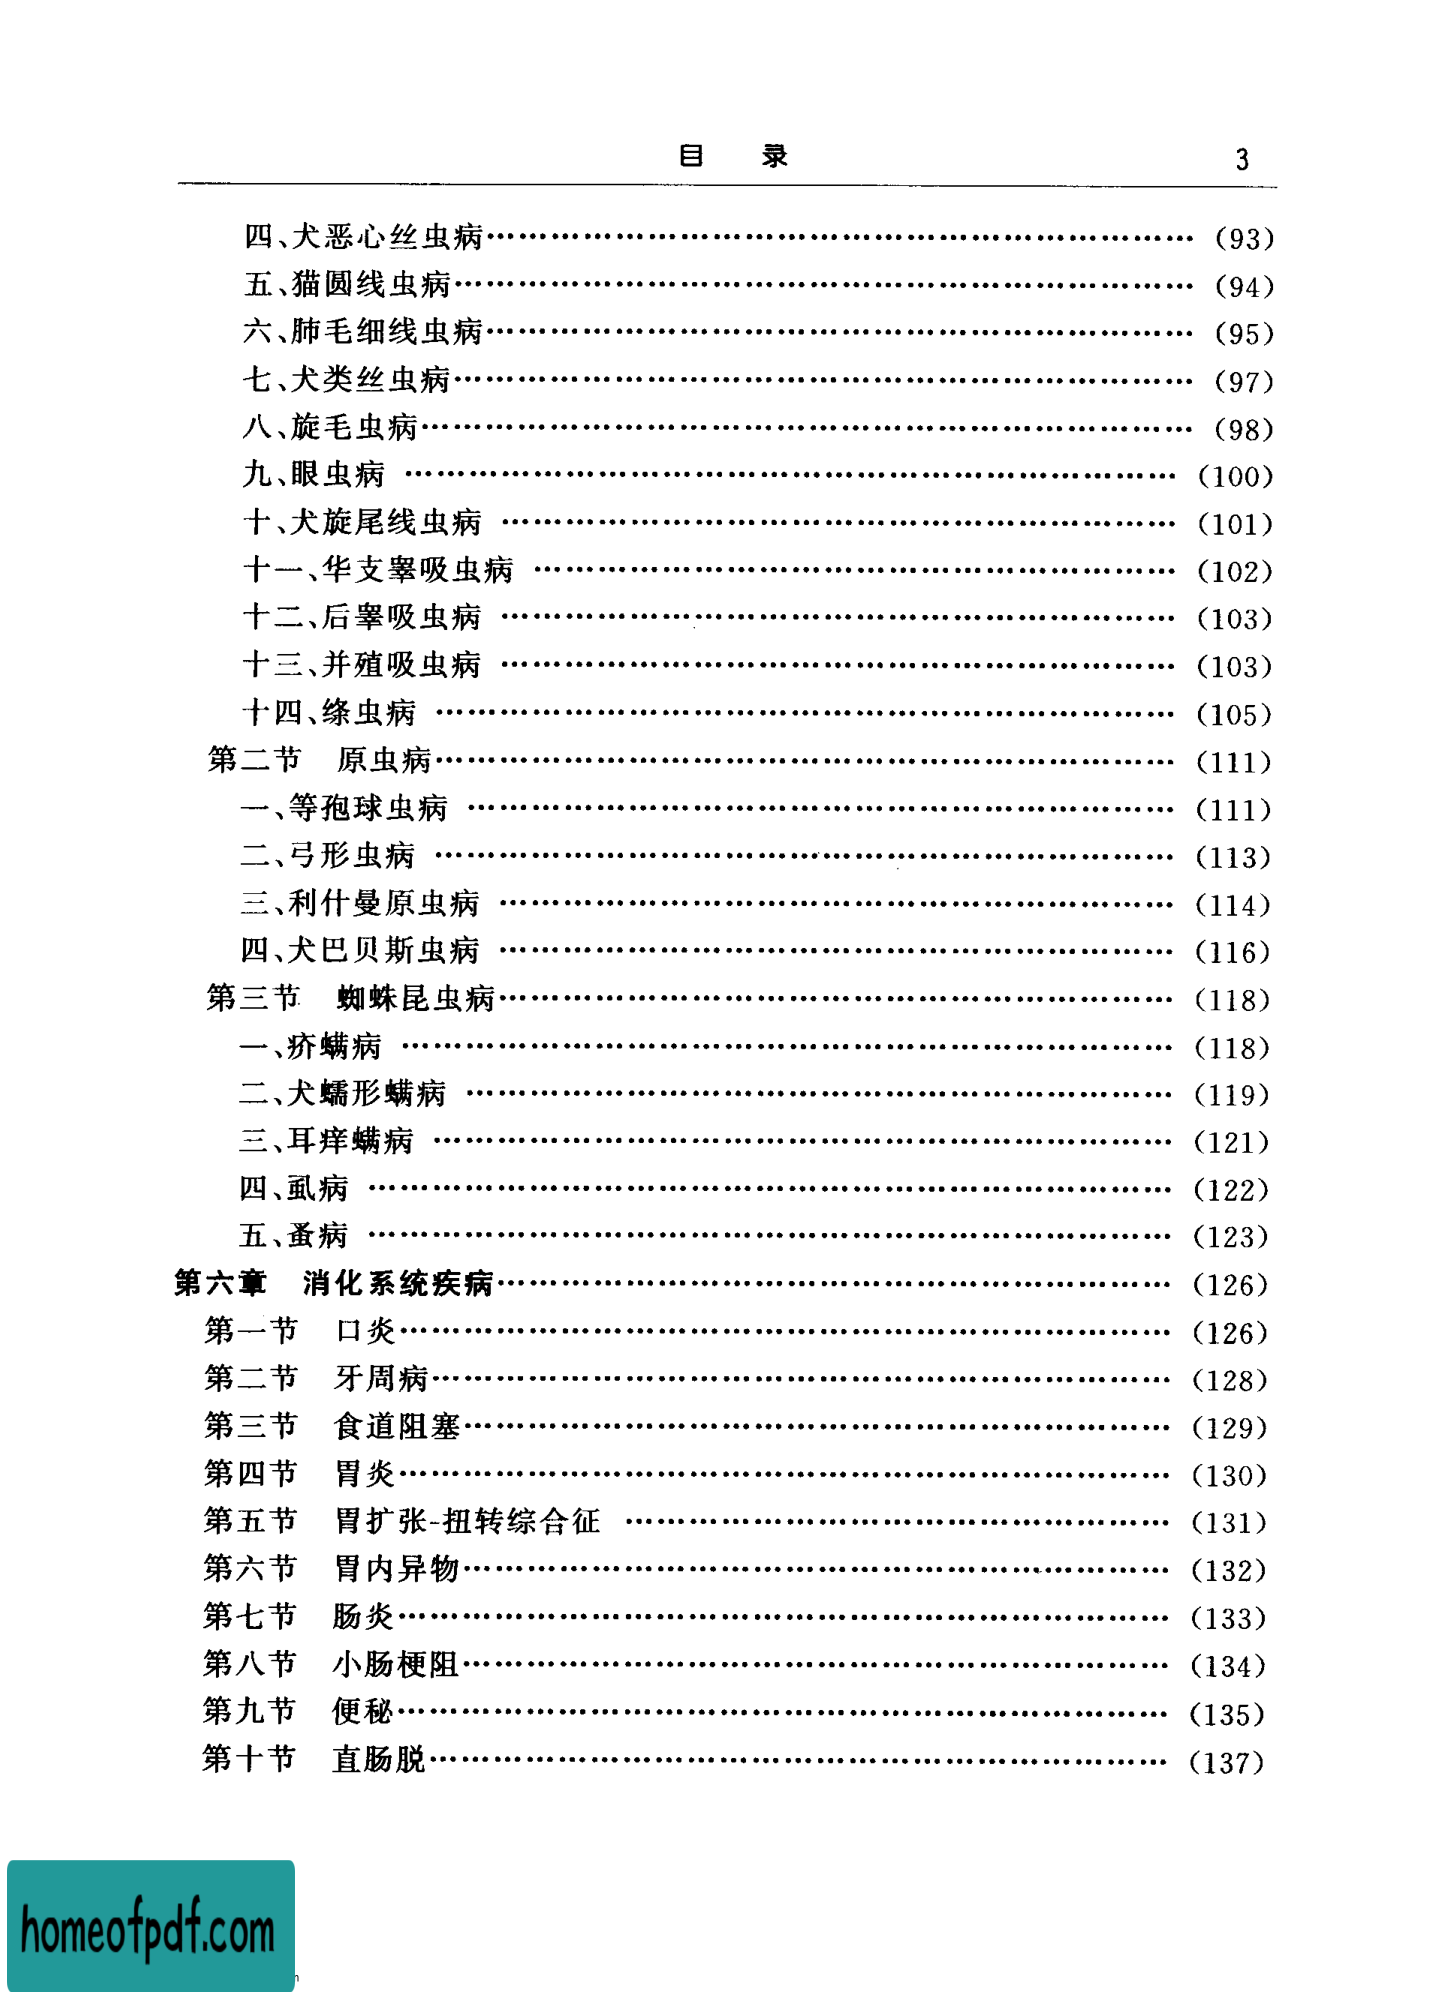 目 录 3
四、犬恶心丝虫病…………………………………………………… (93)
五、猫圆线虫病…………………………………………………… (94)
六、肺毛细线虫病…………………………………………………… (95)
七、犬类丝虫病…………………………………………………… (97)
八、旋毛虫病…………………………………………………… (98)
九、眼虫病 …………………………………………………… (100)
十、犬旋尾线虫病 …………………………………………………… (101)
十一、华支睾吸虫病 …………………………………………………… (102)
十二、后睾吸虫病 …………………………………………………… (103)
十三、并殖吸虫病 …………………………………………………… (103)
十四、绦虫病 …………………………………………………… (105)
第二节 原虫病…………………………………………………… (111)
一、等孢球虫病 …………………………………………………… (111)
二、弓形虫病 …………………………………………………… (113)
三、利什曼原虫病 …………………………………………………… (114)
四、犬巴贝斯虫病 …………………………………………………… (116)
第三节 蜘蛛昆虫病…………………………………………………… (118)
一、疥螨病 …………………………………………………… (118)
二、犬蠕形螨病 …………………………………………………… (119)
三、耳痒螨病 …………………………………………………… (121)
四、虱病 …………………………………………………… (122)
五、蚤病 …………………………………………………… (123)
第六章 消化系统疾病…………………………………………………… (126)
第一节 口炎…………………………………………………… (126)
第二节 牙周病…………………………………………………… (128)
第三节 食道阻塞…………………………………………………… (129)
第四节 胃炎…………………………………………………… (130)
第五节 胃扩张-扭转综合征 …………………………………………………… (131)
第六节 胃内异物…………………………………………………… (132)
第七节 肠炎…………………………………………………… (133)
第八节 小肠梗阻…………………………………………………… (134)
第九节 便秘…………………………………………………… (135)
第十节 直肠脱…………………………………………………… (137)
homeofpdf.com